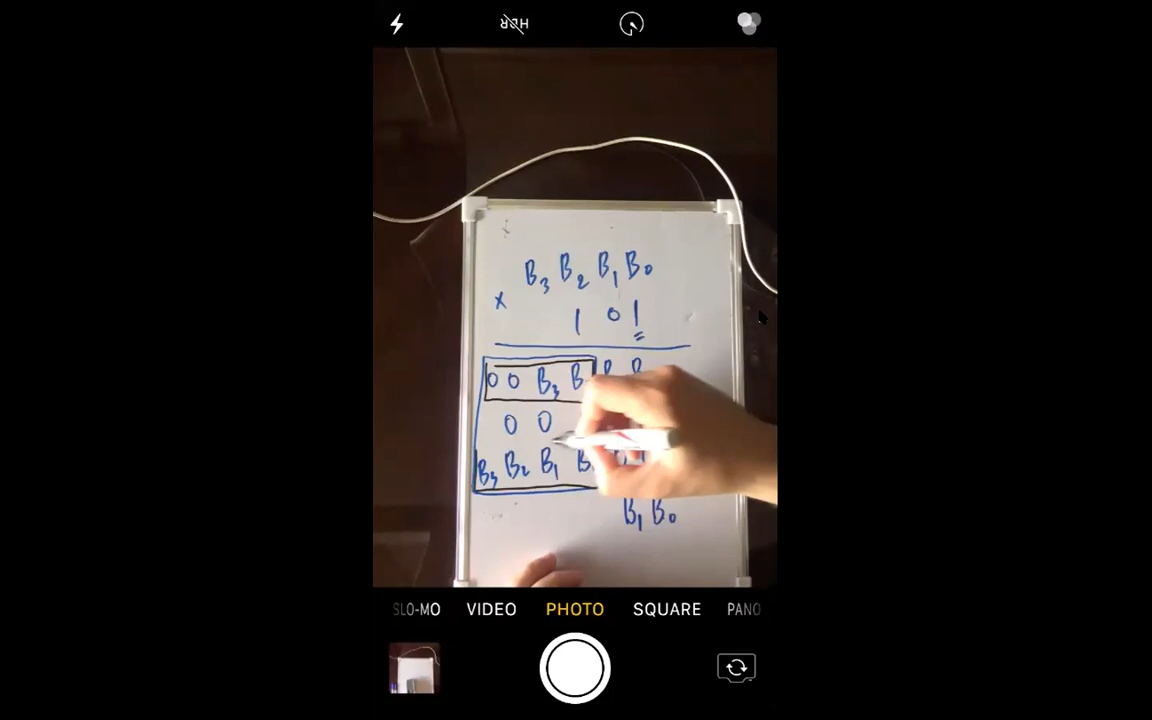 B₃ B₂ B₁ B₀
x 1 0 1
0 0 B₃
0 0
B₃ B₂ B₁
B₁ B₀
SLO-MO VIDEO PHOTO SQUARE PANO